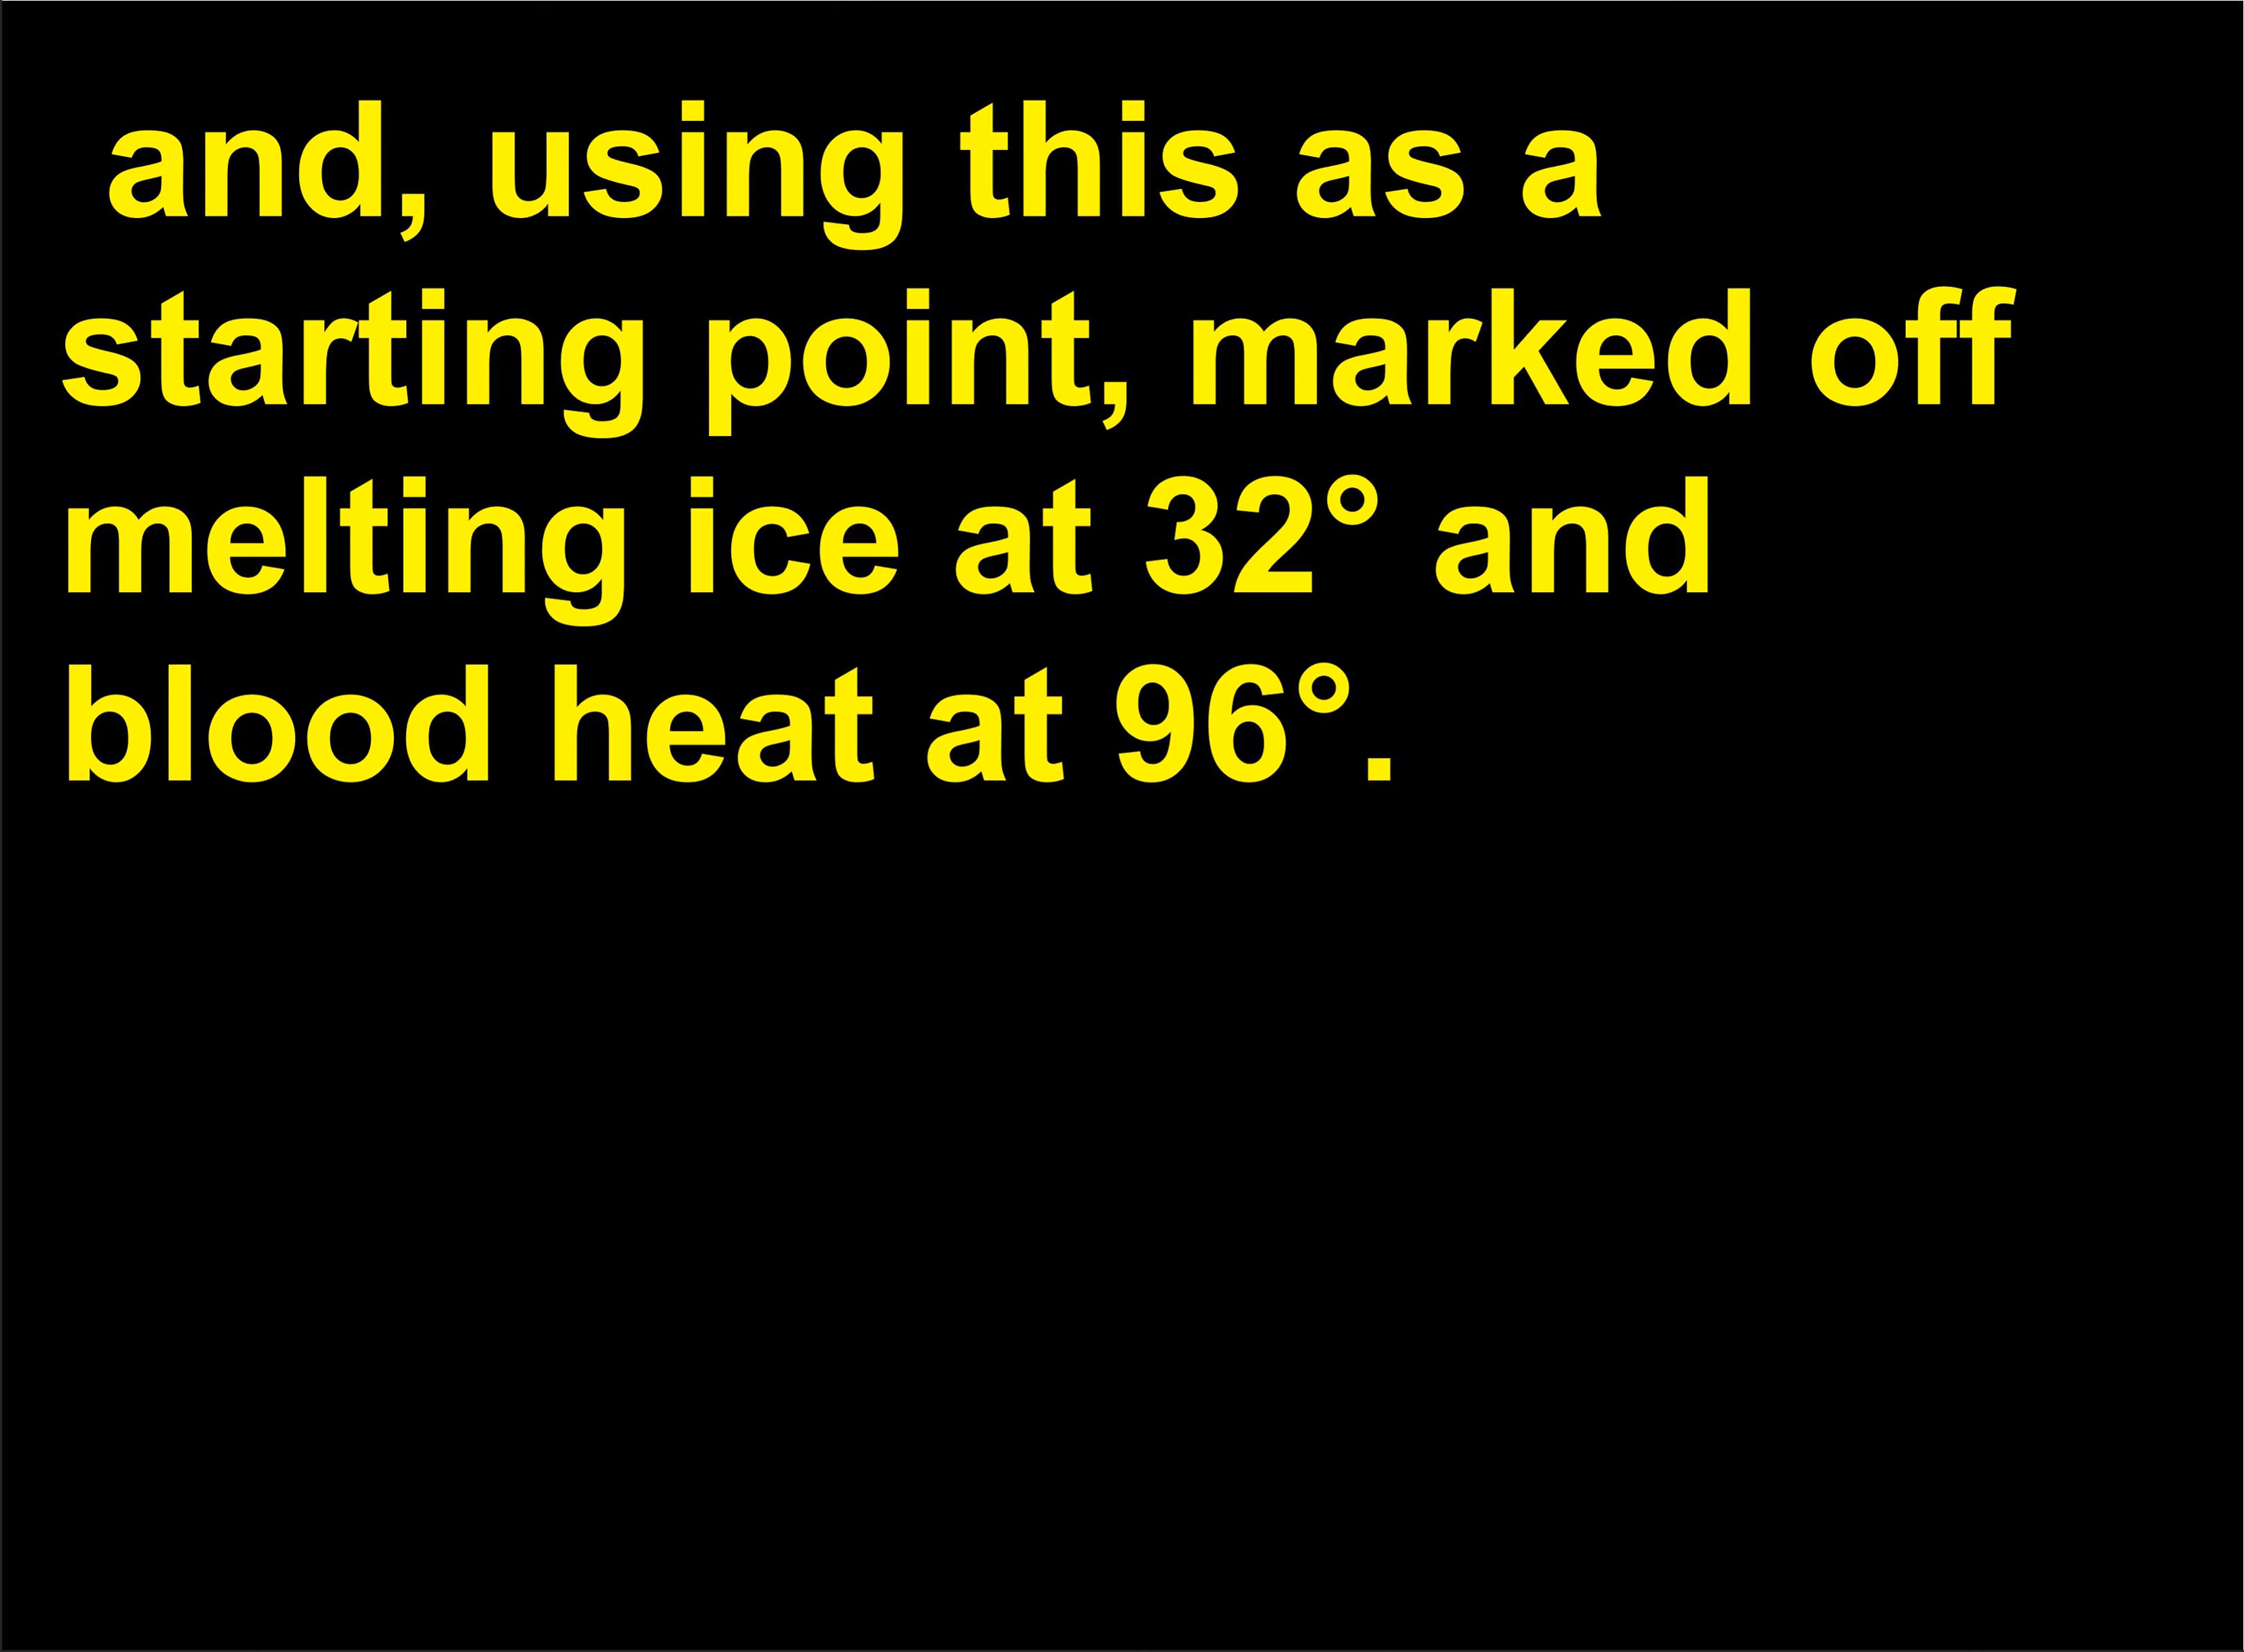 and, using this as a
starting point, marked off
melting ice at 32° and
blood heat at 96°.